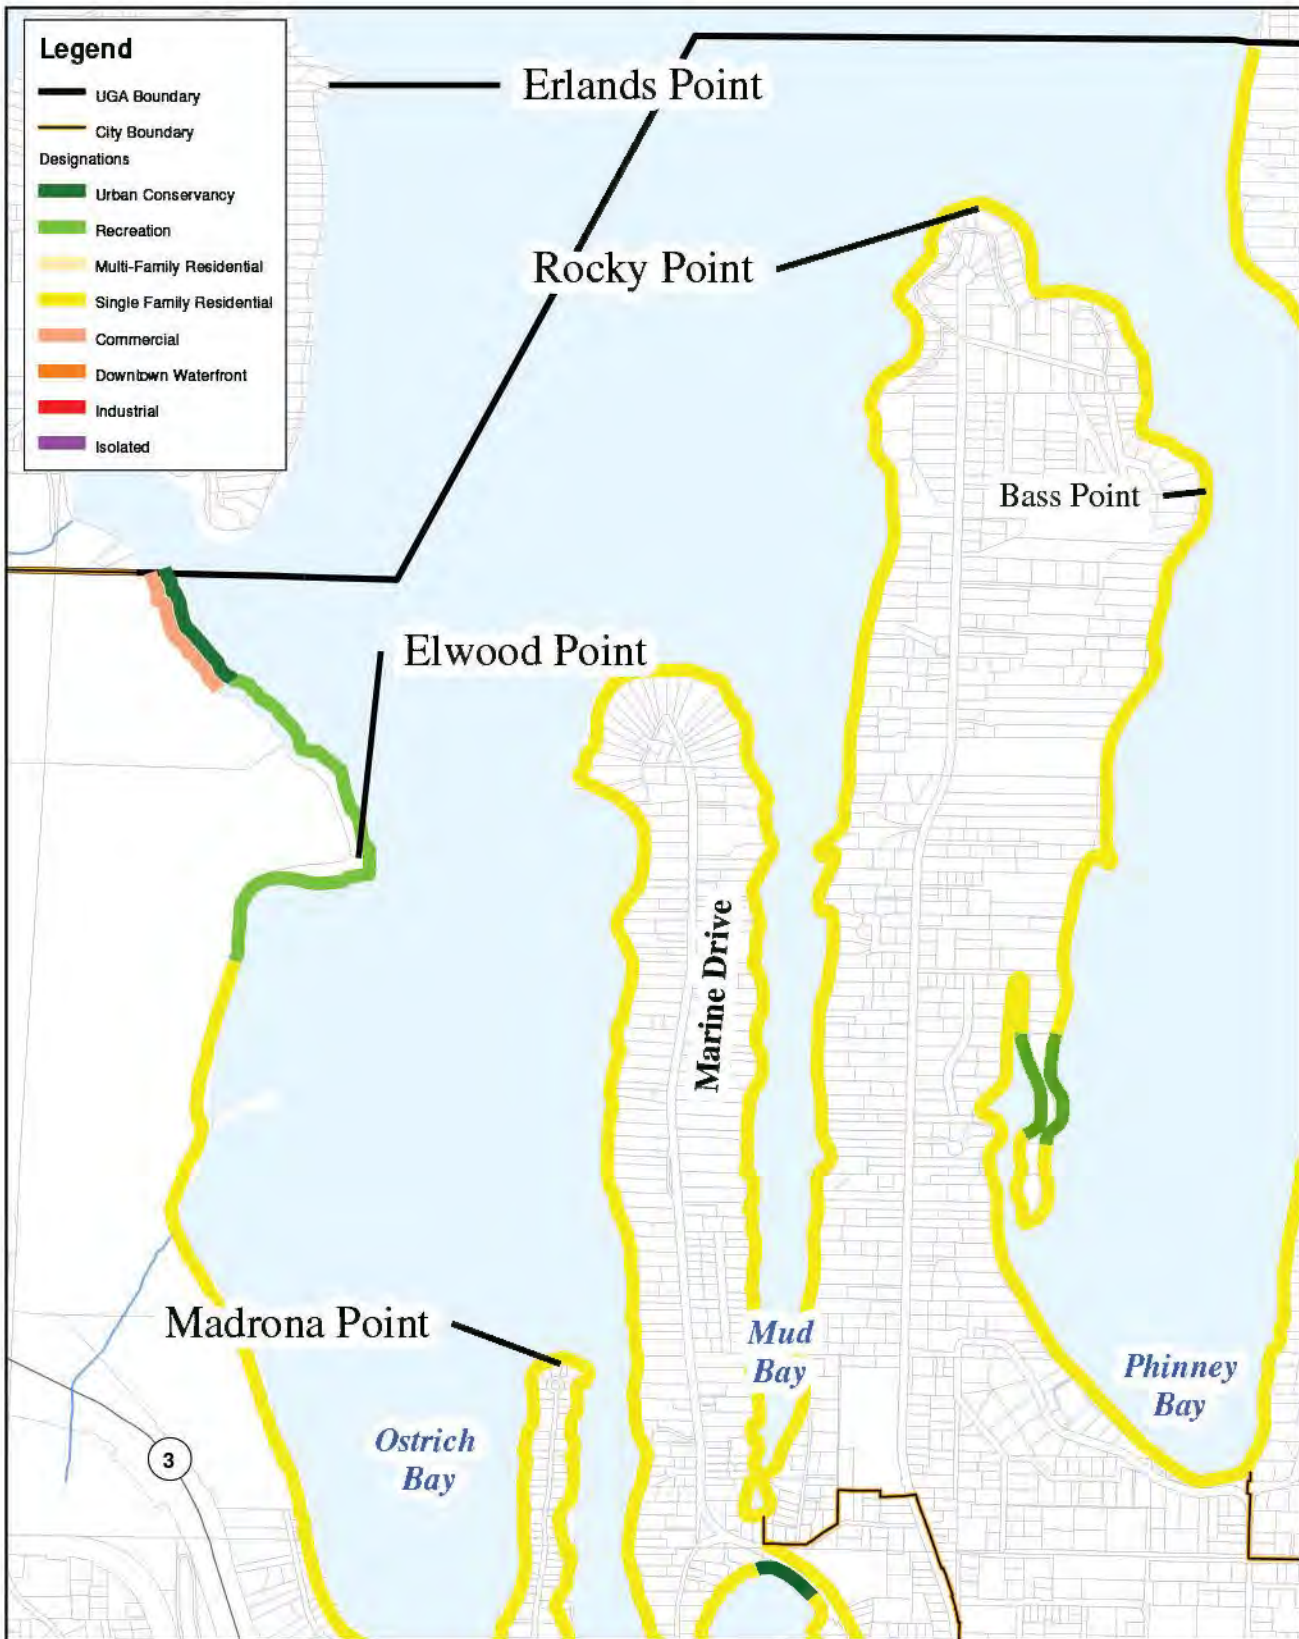 Legend
UGA Boundary
City Boundary
Designations
Urban Conservancy
Recreation
Multi-Family Residential
Single Family Residential
Commercial
Downtown Waterfront
Industrial
Isolated
Erlands Point
Rocky Point
Bass Point
Elwood Point
Marine Drive
Madrona Point
Mud
Bay
Phinney
Bay
Ostrich
Bay
3